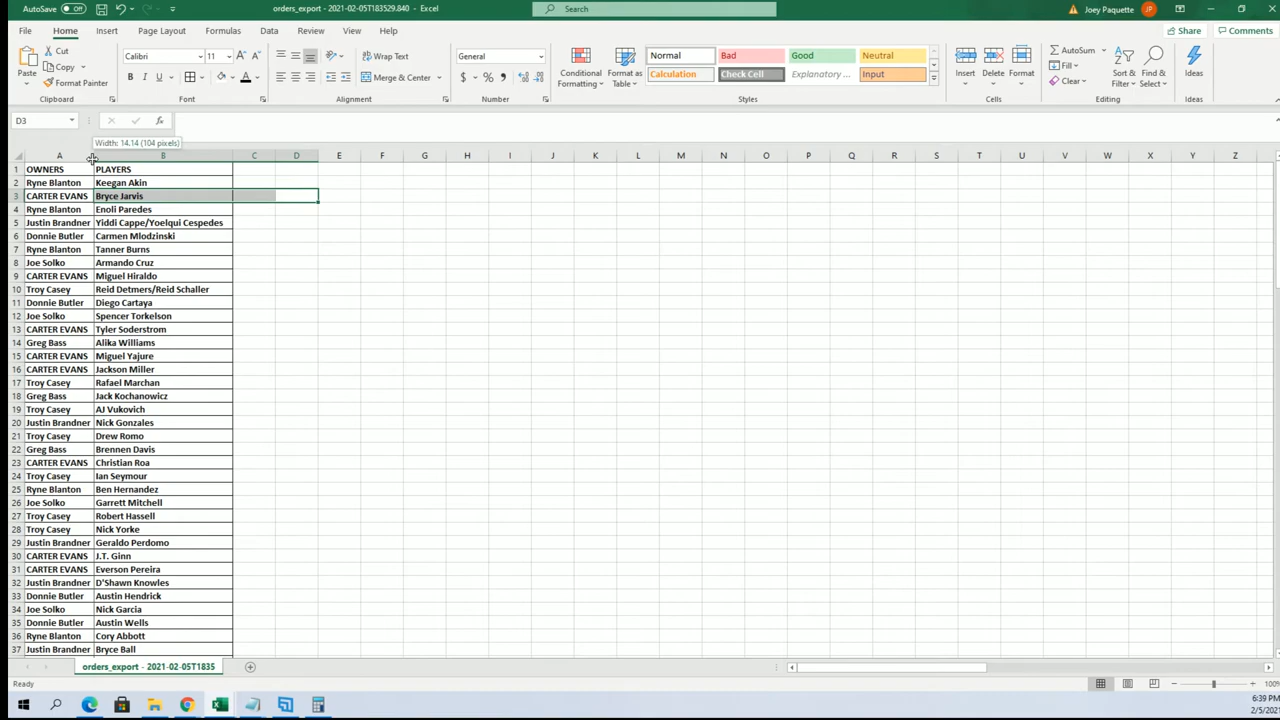 AutoSave Off
orders_export - 2021-02-05T183529.840 - Excel
Search
Joey Paquette JP
File Home Insert Page Layout Formulas Data Review View Help
Share Comments
Paste
Cut
Copy
Format Painter
Clipboard
Calibri 11
B I U
Font
Wrap Text
Merge & Center
Alignment
General
$ % 9
Number
Conditional Formatting
Format as Table
Normal Bad Good Neutral
Calculation Check Cell Explanatory ... Input
Styles
Insert Delete Format
Cells
AutoSum
Fill
Clear
Sort & Filter
Find & Select
Editing
Ideas
Ideas
D3
fx
Width: 14.14 (104 pixels)
A B C D E F G H I J K L M N O P Q R S T U V W X Y Z
1 OWNERS PLAYERS
2 Ryne Blanton Keegan Akin
3 CARTER EVANS Bryce Jarvis
4 Ryne Blanton Enoli Paredes
5 Justin Brandner Yiddi Cappe/Yoelqui Cespedes
6 Donnie Butler Carmen Mlodzinski
7 Ryne Blanton Tanner Burns
8 Joe Solko Armando Cruz
9 CARTER EVANS Miguel Hiraldo
10 Troy Casey Reid Detmers/Reid Schaller
11 Donnie Butler Diego Cartaya
12 Joe Solko Spencer Torkelson
13 CARTER EVANS Tyler Soderstrom
14 Greg Bass Alika Williams
15 CARTER EVANS Miguel Yajure
16 CARTER EVANS Jackson Miller
17 Troy Casey Rafael Marchan
18 Greg Bass Jack Kochanowicz
19 Troy Casey AJ Vukovich
20 Justin Brandner Nick Gonzales
21 Troy Casey Drew Romo
22 Greg Bass Brennen Davis
23 CARTER EVANS Christian Roa
24 Troy Casey Ian Seymour
25 Ryne Blanton Ben Hernandez
26 Joe Solko Garrett Mitchell
27 Troy Casey Robert Hassell
28 Troy Casey Nick Yorke
29 Justin Brandner Geraldo Perdomo
30 CARTER EVANS J.T. Ginn
31 CARTER EVANS Everson Pereira
32 Justin Brandner D'Shawn Knowles
33 Donnie Butler Austin Hendrick
34 Joe Solko Nick Garcia
35 Donnie Butler Austin Wells
36 Ryne Blanton Cory Abbott
37 Justin Brandner Bryce Ball
orders_export - 2021-02-05T1835
Ready
100%
6:39 PM
2/5/2021